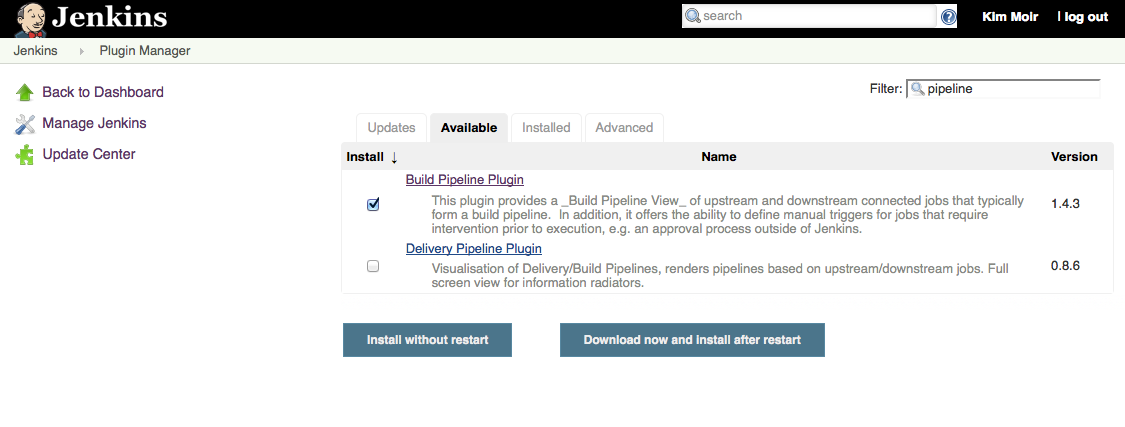 Jenkins
search
Kim Moir
| log out
Jenkins
Plugin Manager
Back to Dashboard
Manage Jenkins
Update Center
Filter:
pipeline
Updates
Available
Installed
Advanced
Install ↓
Name
Version
Build Pipeline Plugin
This plugin provides a _Build Pipeline View_ of upstream and downstream connected jobs that typically
form a build pipeline. In addition, it offers the ability to define manual triggers for jobs that require
intervention prior to execution, e.g. an approval process outside of Jenkins.
1.4.3
Delivery Pipeline Plugin
Visualisation of Delivery/Build Pipelines, renders pipelines based on upstream/downstream jobs. Full
screen view for information radiators.
0.8.6
Install without restart
Download now and install after restart